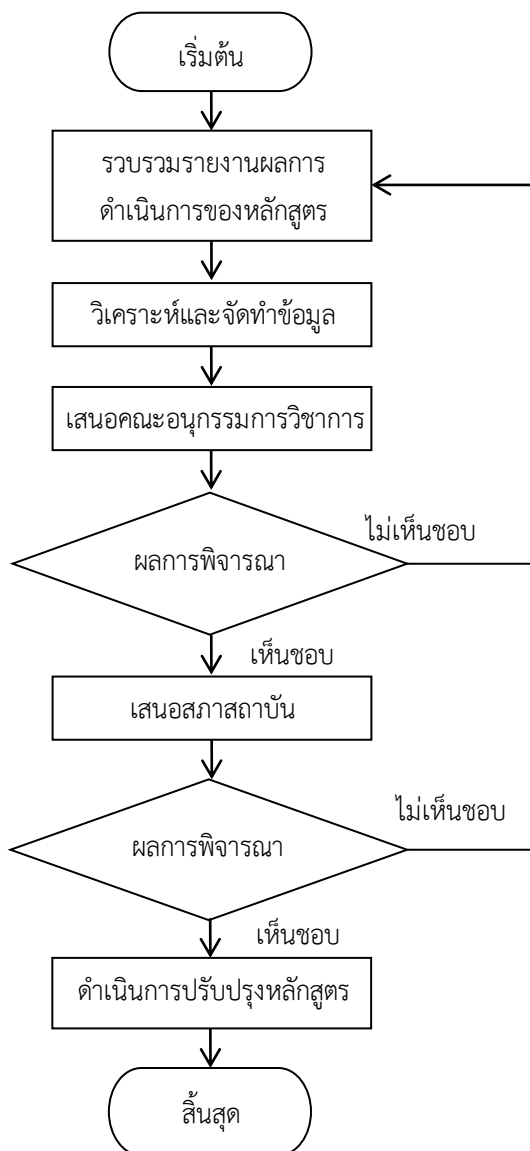 เริ่มต้น
รวบรวมรายงานผลการ
ดำเนินการของหลักสูตร
วิเคราะห์และจัดทำข้อมูล
เสนอคณะอนุกรรมการวิชาการ
ไม่เห็นชอบ
ผลการพิจารณา
เห็นชอบ
เสนอสภาสถาบัน
ไม่เห็นชอบ
ผลการพิจารณา
เห็นชอบ
ดำเนินการปรับปรุงหลักสูตร
สิ้นสุด